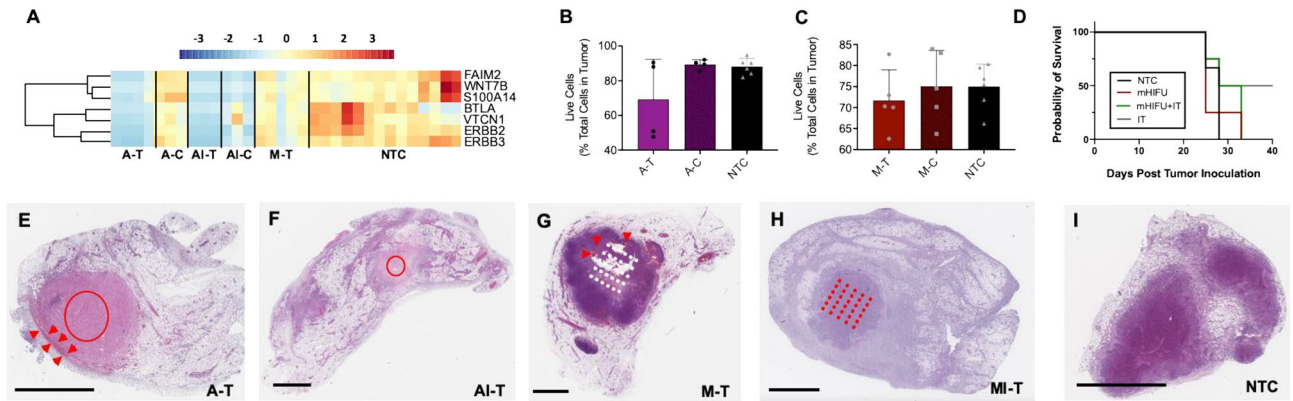 A
-3 -2 -1 0 1 2 3
FAIM2
WNT7B
S100A14
BTLA
VTCN1
ERBB2
ERBB3
A-T A-C AI-T AI-C M-T NTC
B
Live Cells
(% Total Cells in Tumor)
100
80
60
40
A-T
A-C
NTC
C
Live Cells
(% Total Cells in Tumor)
85
80
75
70
65
60
M-T
M-C
NTC
D
Probability of Survival
100
50
0
NTC
mHIFU
mHIFU+IT
IT
0 10 20 30 40
Days Post Tumor Inoculation
E
A-T
F
AI-T
G
M-T
H
MI-T
I
NTC